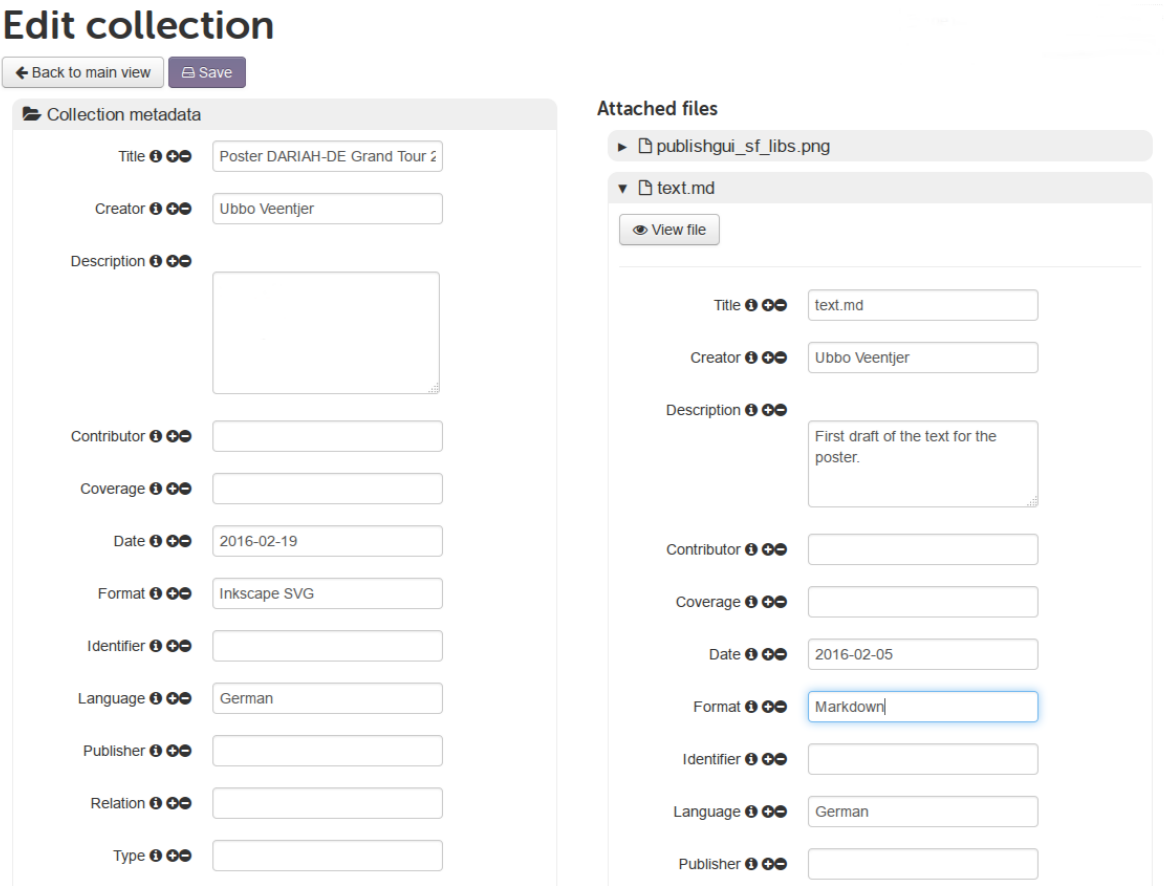 Edit collection
Back to main view
Save
Collection metadata
Title
Poster DARIAH-DE Grand Tour 2
Creator
Ubbo Veentjer
Description
Contributor
Coverage
Date
2016-02-19
Format
Inkscape SVG
Identifier
Language
German
Publisher
Relation
Type
Attached files
publishgui_sf_libs.png
text.md
View file
Title
text.md
Creator
Ubbo Veentjer
Description
First draft of the text for the
poster.
Contributor
Coverage
Date
2016-02-05
Format
Markdown
Identifier
Language
German
Publisher